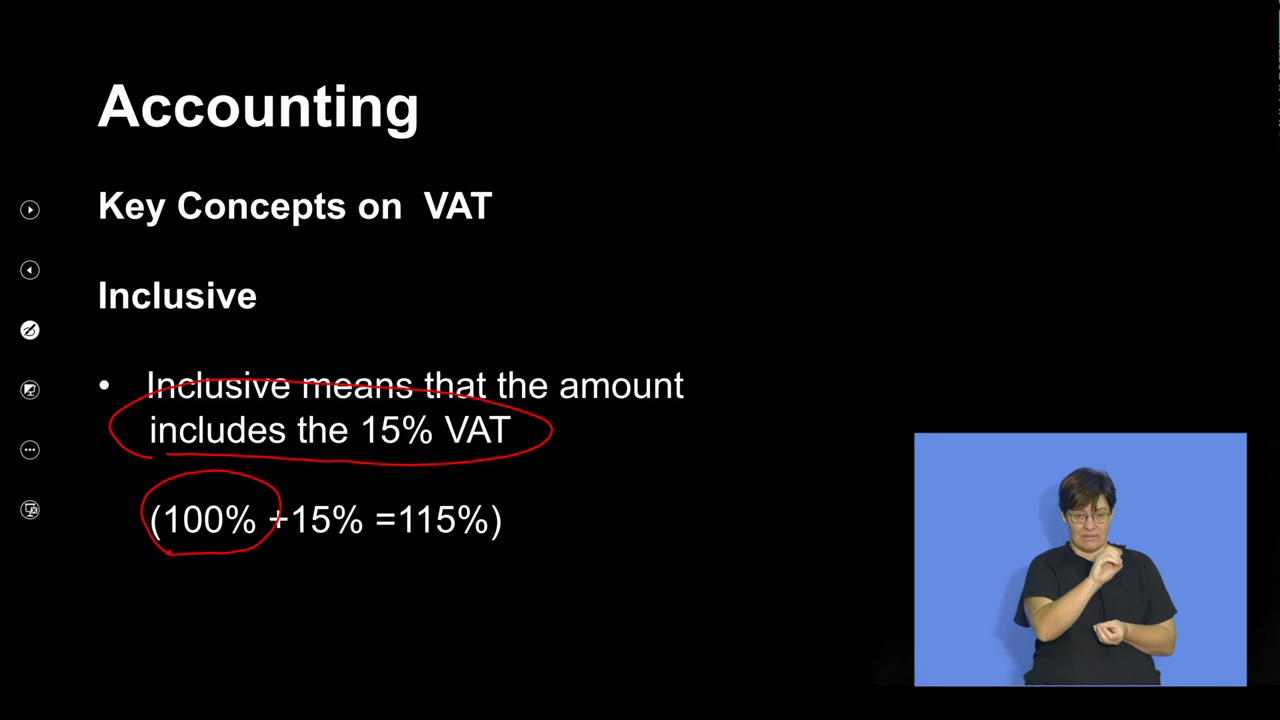 Accounting
Key Concepts on VAT
Inclusive
• Inclusive means that the amount
includes the 15% VAT
(100% +15% =115%)